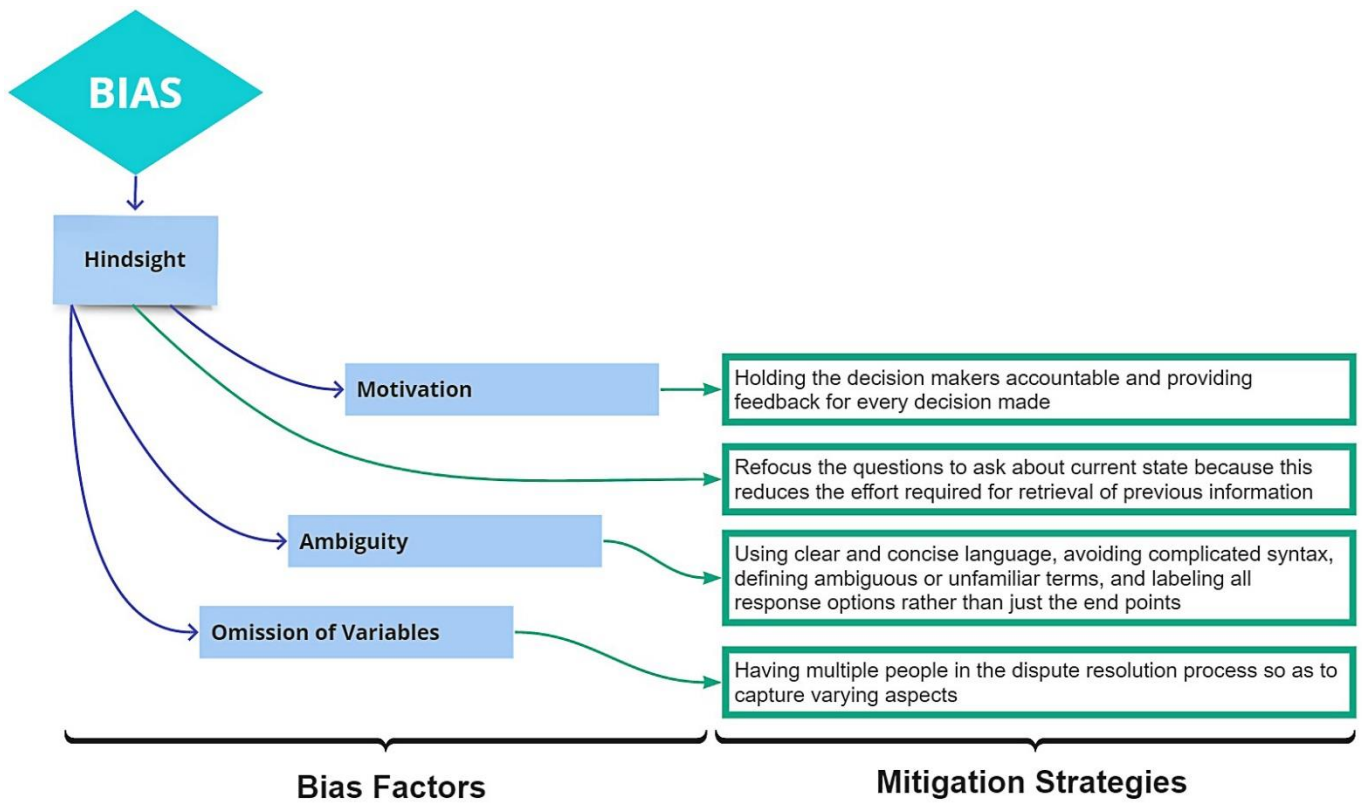 BIAS
Hindsight
Motivation
Holding the decision makers accountable and providing
feedback for every decision made
Refocus the questions to ask about current state because this
reduces the effort required for retrieval of previous information
Ambiguity
Using clear and concise language, avoiding complicated syntax,
defining ambiguous or unfamiliar terms, and labeling all
response options rather than just the end points
Omission of Variables
Having multiple people in the dispute resolution process so as to
capture varying aspects
Bias Factors
Mitigation Strategies